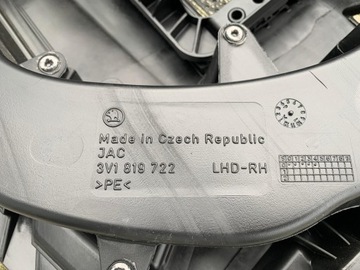 Made in Czech Republic
JAC
3V1 819 722 LHD-RH
>PE<